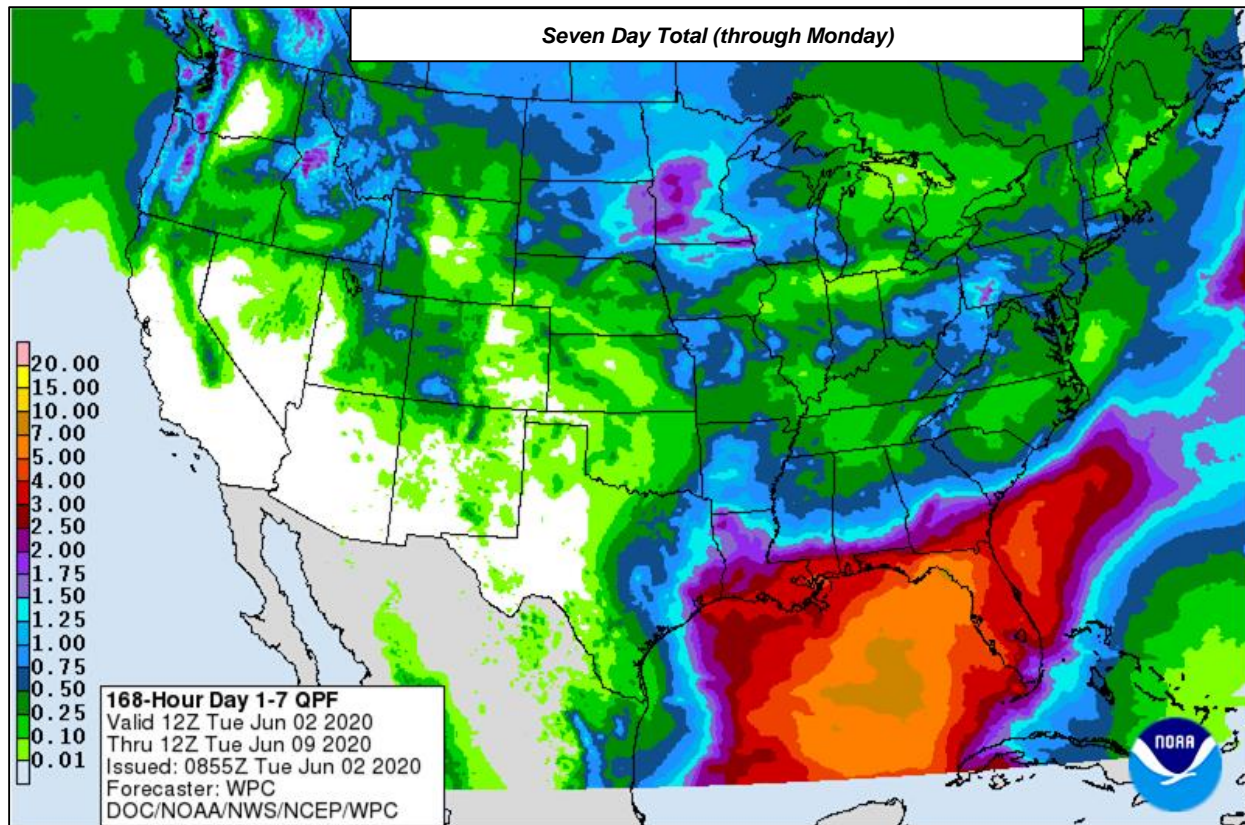 Seven Day Total (through Monday)
20.00
15.00
10.00
7.00
5.00
4.00
3.00
2.50
2.00
1.75
1.50
1.25
1.00
0.75
0.50
0.25
0.10
0.01
168-Hour Day 1-7 QPF
Valid 12Z Tue Jun 02 2020
Thru 12Z Tue Jun 09 2020
Issued: 0855Z Tue Jun 02 2020
Forecaster: WPC
DOC/NOAA/NWS/NCEP/WPC
NOAA